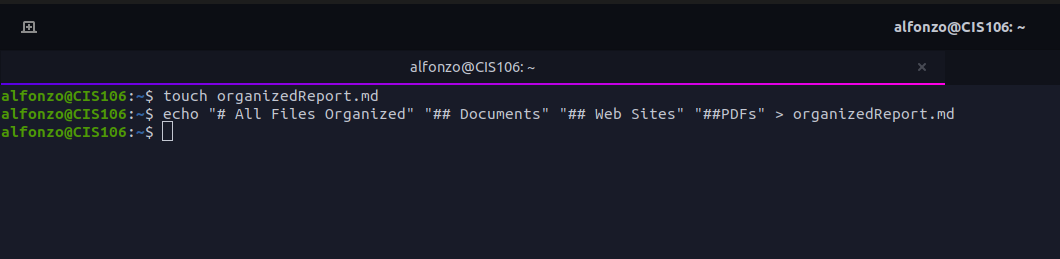 alfonzo@CIS106: ~
alfonzo@CIS106: ~ ×
alfonzo@CIS106:~$ touch organizedReport.md
alfonzo@CIS106:~$ echo "# All Files Organized" "## Documents" "## Web Sites" "##PDFs" > organizedReport.md
alfonzo@CIS106:~$